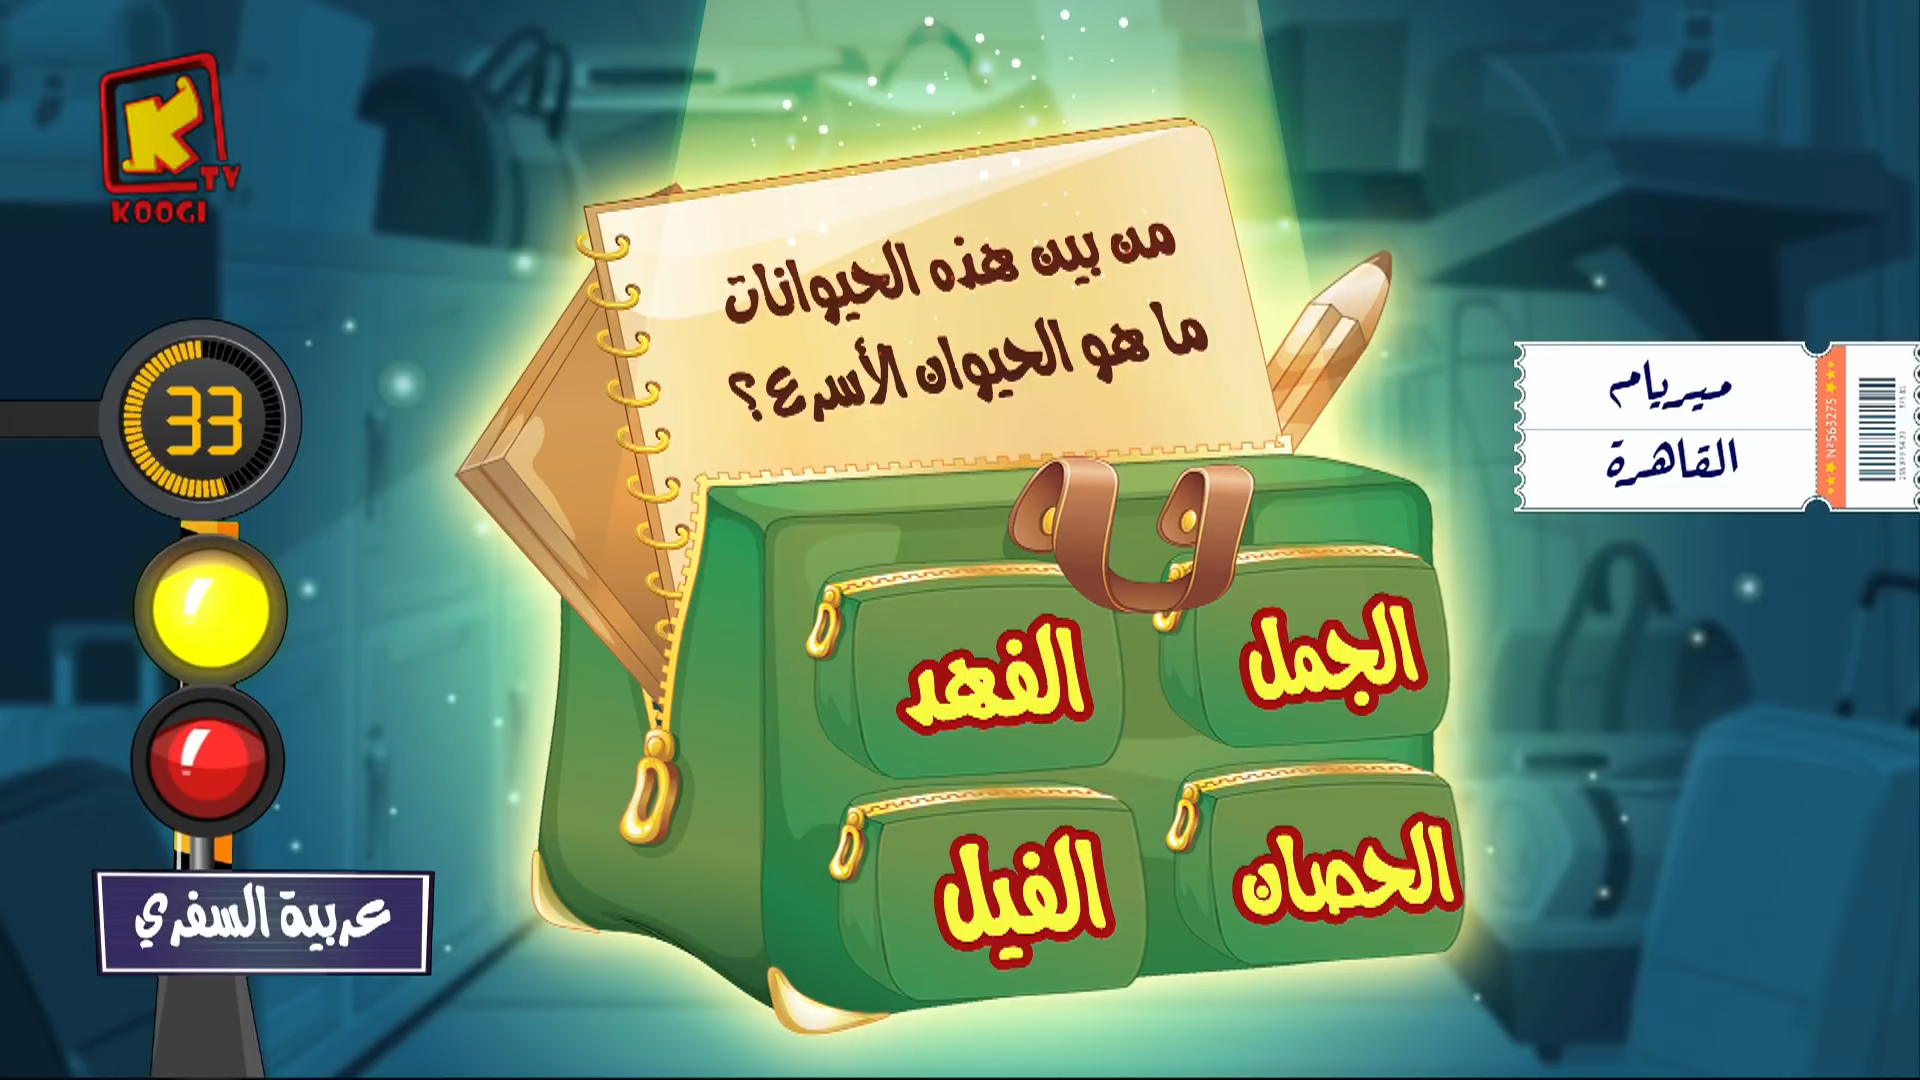 TV
KOOGI
من بين هذه الحيوانات
ما هو الحيوان الأسرع؟
33
ميريام
القاهرة
N²563275
الجمل
الفهد
الحصان
الفيل
عربية السفري